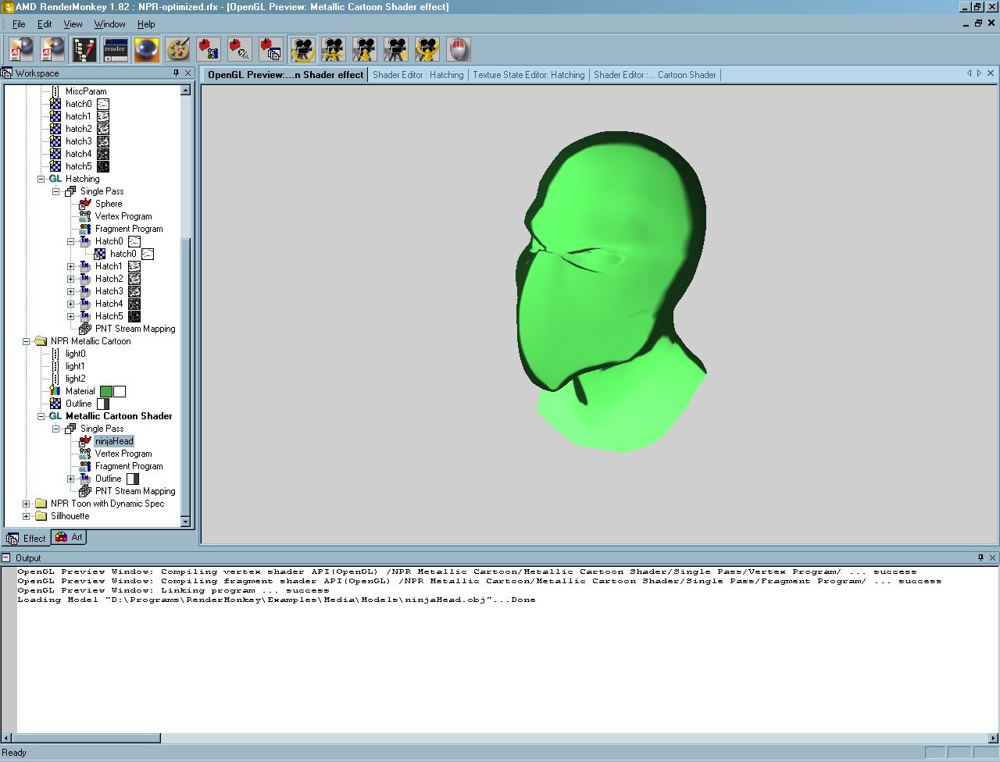 AMD RenderMonkey 1.82 : NPR-optimized.rfx - [OpenGL Preview: Metallic Cartoon Shader effect]
File Edit View Window Help
render
Workspace
OpenGL Preview:...n Shader effect
Shader Editor : Hatching
Texture State Editor: Hatching
Shader Editor :... Cartoon Shader
MiscParam
hatch0
hatch1
hatch2
hatch3
hatch4
hatch5
GL Hatching
Single Pass
Sphere
Vertex Program
Fragment Program
Hatch0
hatch0
Hatch1
Hatch2
Hatch3
Hatch4
Hatch5
PNT Stream Mapping
NPR Metallic Cartoon
light0
light1
light2
Material
Outline
GL Metallic Cartoon Shader
Single Pass
ninjaHead
Vertex Program
Fragment Program
Outline
PNT Stream Mapping
NPR Toon with Dynamic Spec
Sillhouette
Effect
Art
Output
OpenGL Preview Window: Compiling vertex shader API(OpenGL) /NPR Metallic Cartoon/Metallic Cartoon Shader/Single Pass/Vertex Program/ ... success
OpenGL Preview Window: Compiling fragment shader API(OpenGL) /NPR Metallic Cartoon/Metallic Cartoon Shader/Single Pass/Fragment Program/ ... success
OpenGL Preview Window: Linking program ... success
Loading Model "D:\Programs\RenderMonkey\Examples\Media\Models\ninjaHead.obj"...Done
Ready